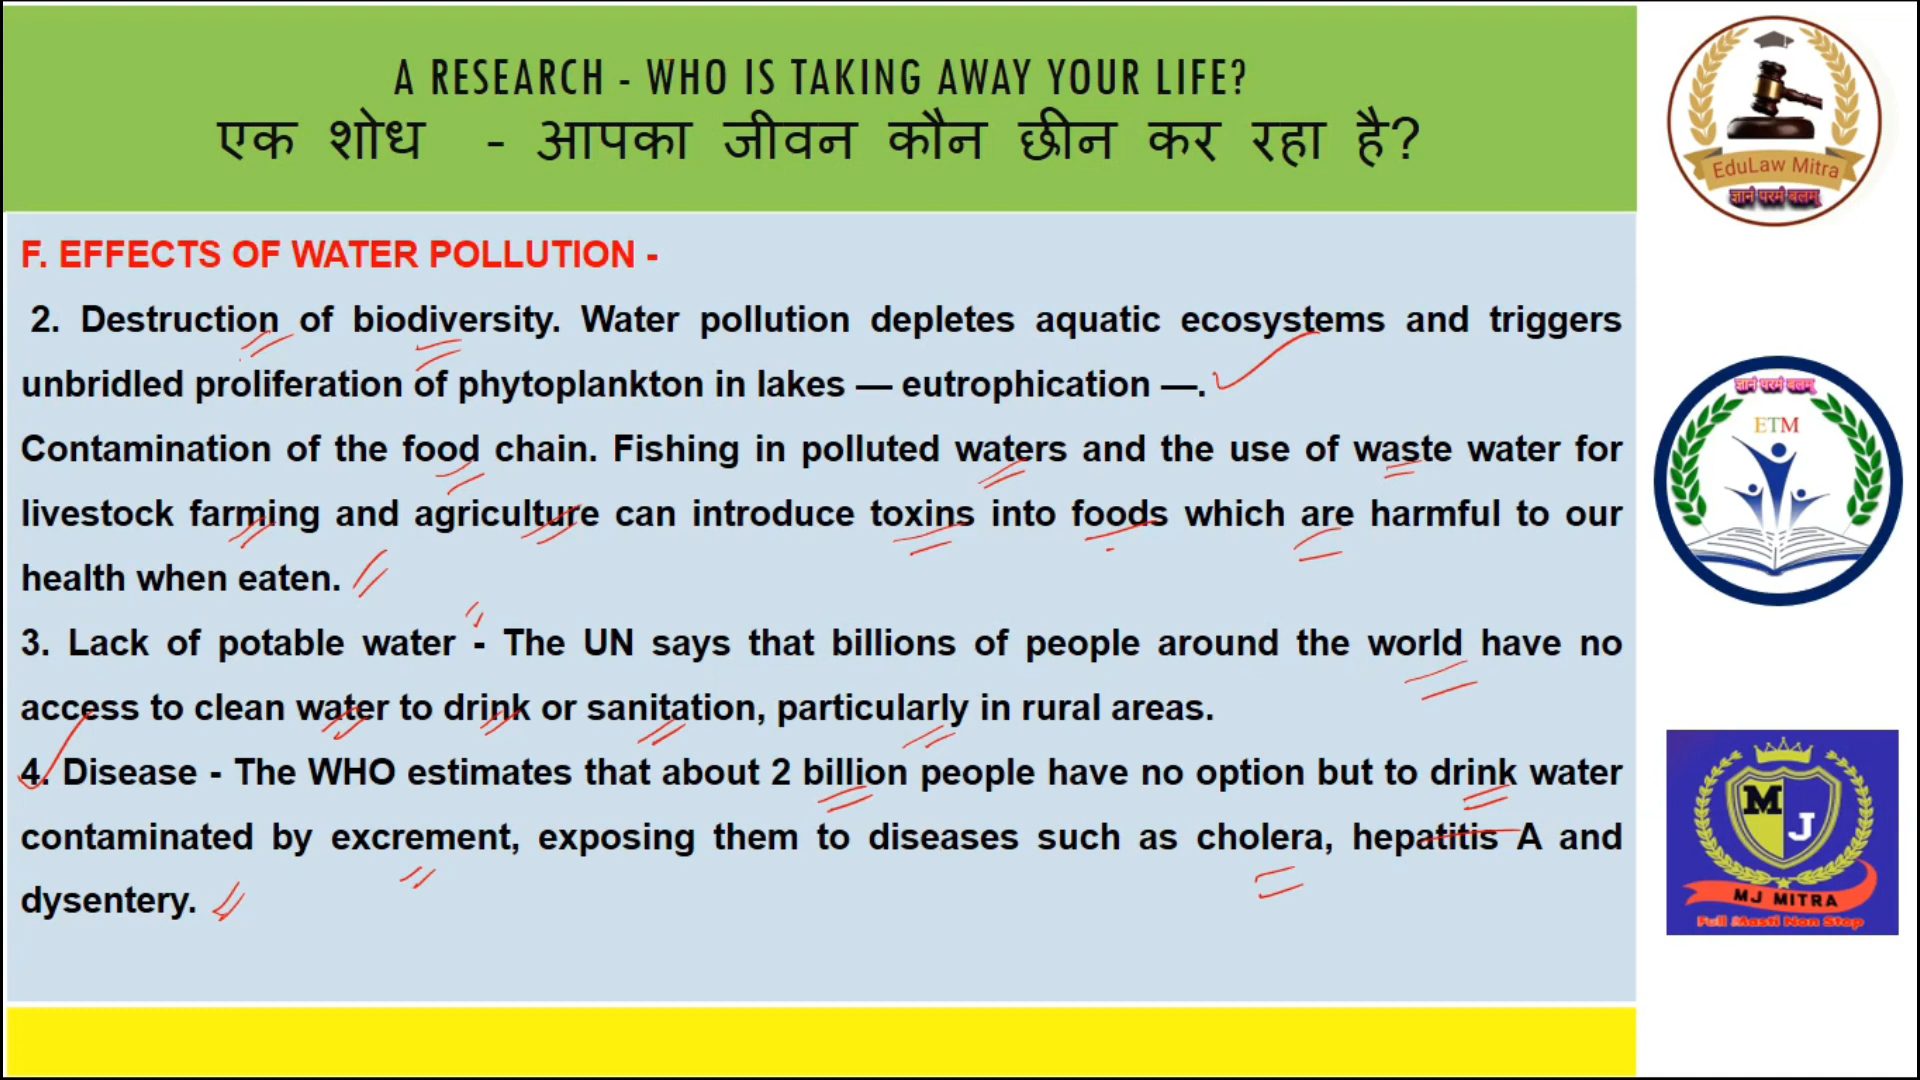 A RESEARCH - WHO IS TAKING AWAY YOUR LIFE?
एक शोध - आपका जीवन कौन छीन कर रहा है?
F. EFFECTS OF WATER POLLUTION -
2. Destruction of biodiversity. Water pollution depletes aquatic ecosystems and triggers
unbridled proliferation of phytoplankton in lakes — eutrophication —.
Contamination of the food chain. Fishing in polluted waters and the use of waste water for
livestock farming and agriculture can introduce toxins into foods which are harmful to our
health when eaten.
3. Lack of potable water - The UN says that billions of people around the world have no
access to clean water to drink or sanitation, particularly in rural areas.
4. Disease - The WHO estimates that about 2 billion people have no option but to drink water
contaminated by excrement, exposing them to diseases such as cholera, hepatitis A and
dysentery.
EduLaw Mitra
ज्ञानं परमं बलम्
ज्ञानं परमं बलम्
ETM
M J
MJ MITRA
Full Masti Non Stop